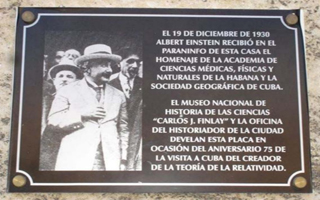 EL 19 DE DICIEMBRE DE 1930
ALBERT EINSTEIN RECIBIÓ EN EL
PARANINFO DE ESTA CASA EL
HOMENAJE DE LA ACADEMIA DE
CIENCIAS MÉDICAS, FÍSICAS Y
NATURALES DE LA HABANA Y LA
SOCIEDAD GEOGRÁFICA DE CUBA.
EL MUSEO NACIONAL DE
HISTORIA DE LAS CIENCIAS
"CARLOS J. FINLAY" Y LA OFICINA
DEL HISTORIADOR DE LA CIUDAD
DEVELAN ESTA PLACA EN
OCASIÓN DEL ANIVERSARIO 75 DE
LA VISITA A CUBA DEL CREADOR
DE LA TEORÍA DE LA RELATIVIDAD.